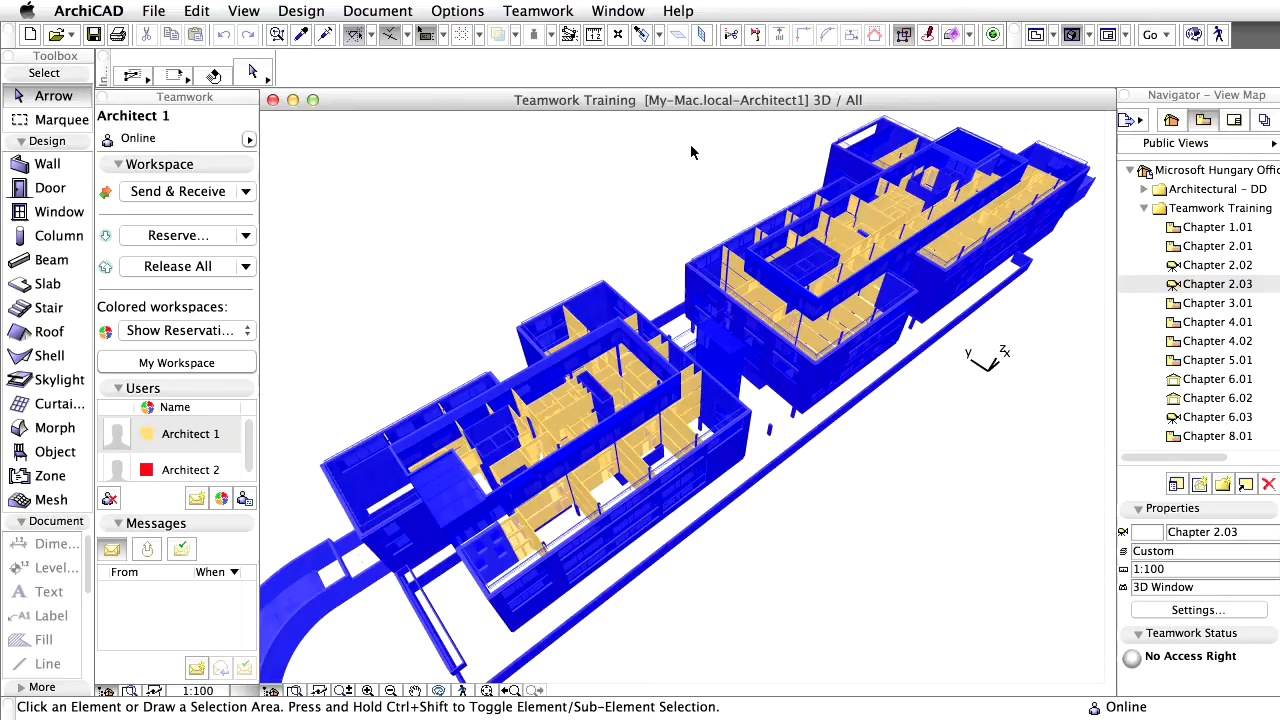 ArchiCAD File Edit View Design Document Options Teamwork Window Help
Go
Toolbox
Select
Arrow
Marquee
Design
Wall
Door
Window
Column
Beam
Slab
Stair
Roof
Shell
Skylight
Curtai...
Morph
Object
Zone
Mesh
Document
Dime...
Level...
Text
Label
Fill
Line
More
Teamwork
Architect 1
Online
Workspace
Send & Receive
Reserve...
Release All
Colored workspaces:
Show Reservati...
My Workspace
Users
Name
Architect 1
Architect 2
Messages
From When
1:100
Teamwork Training [My-Mac.local-Architect1] 3D / All
y z x
Navigator - View Map
Public Views
Microsoft Hungary Offic
Architectural - DD
Teamwork Training
Chapter 1.01
Chapter 2.01
Chapter 2.02
Chapter 2.03
Chapter 3.01
Chapter 4.01
Chapter 4.02
Chapter 5.01
Chapter 6.01
Chapter 6.02
Chapter 6.03
Chapter 8.01
Properties
Chapter 2.03
Custom
1:100
3D Window
Settings...
Teamwork Status
No Access Right
Click an Element or Draw a Selection Area. Press and Hold Ctrl+Shift to Toggle Element/Sub-Element Selection.
Online